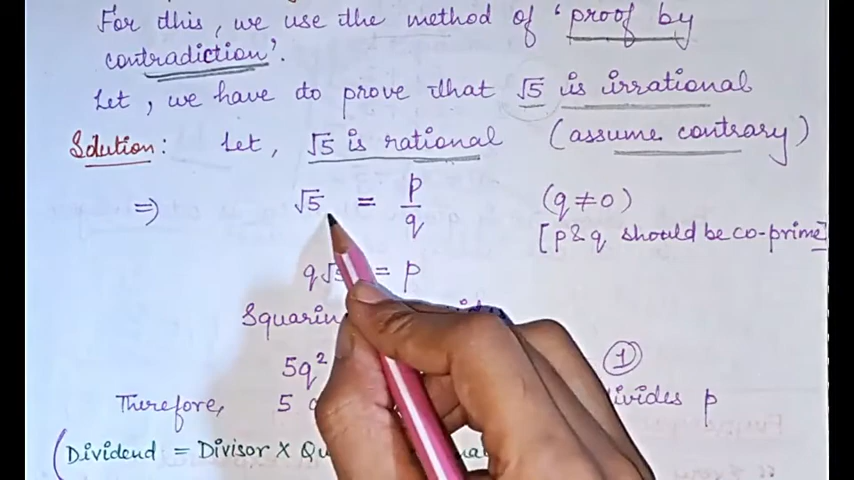 For this, we use the method of 'proof by
contradiction'.
Let, we have to prove that √5 is irrational
Solution: Let, √5 is rational (assume contrary)
⇒ √5 = p/q (q ≠ 0)
[p & q should be co-prime]
q√5 = p
Squarin
5q² ①
Therefore, 5 divides p
(Dividend = Divisor X Qu